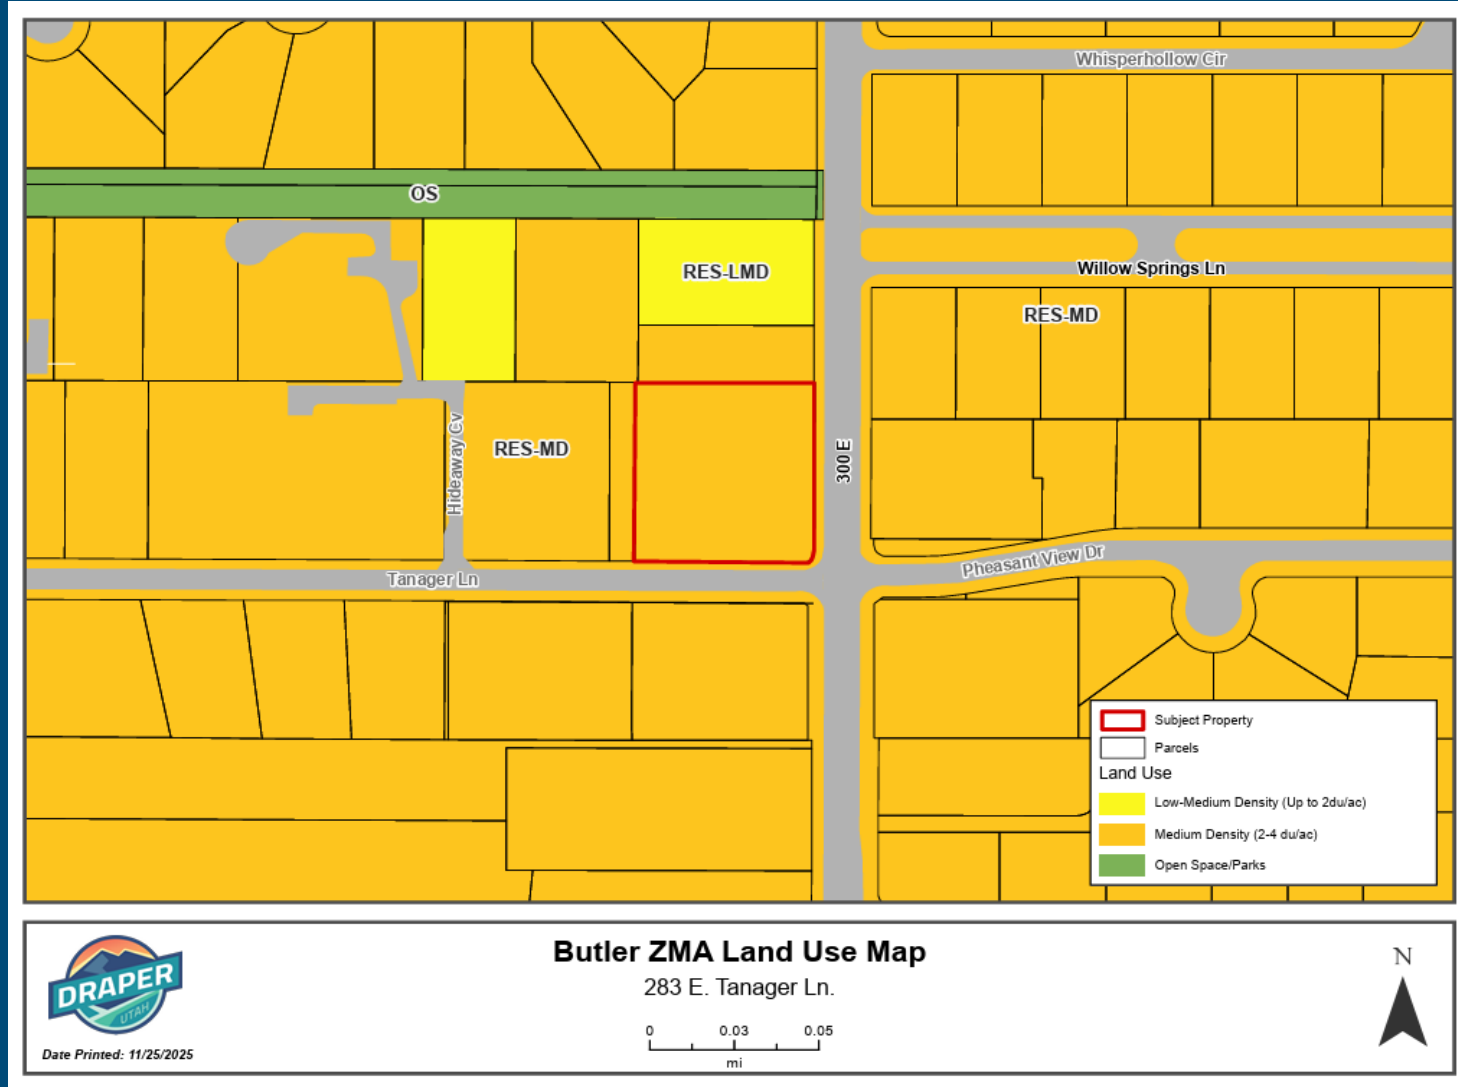 Whisperhollow Cir
OS
RES-LMD
Willow Springs Ln
RES-MD
Hideaway Cv
RES-MD
300 E
Tanager Ln
Pheasant View Dr
Subject Property
Parcels
Land Use
Low-Medium Density (Up to 2du/ac)
Medium Density (2-4 du/ac)
Open Space/Parks
DRAPER
UTAH
Date Printed: 11/25/2025
Butler ZMA Land Use Map
283 E. Tanager Ln.
0 0.03 0.05
mi
N